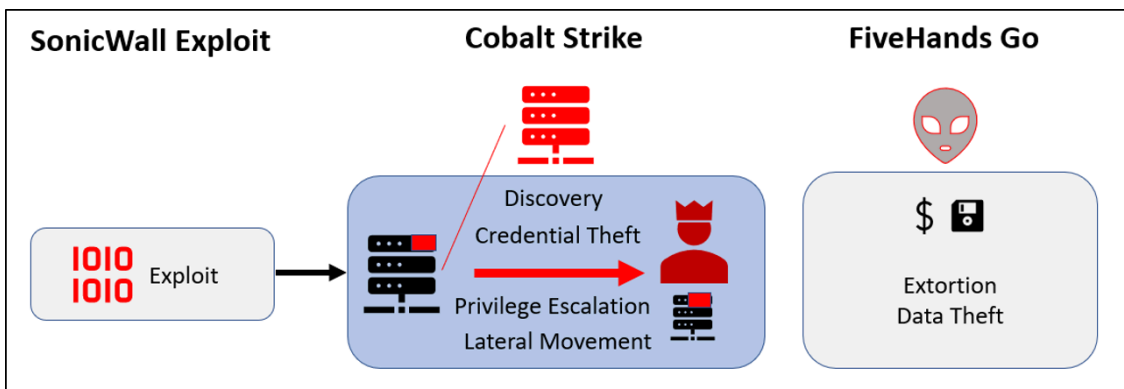 SonicWall Exploit
Cobalt Strike
FiveHands Go
1010
1010
Exploit
Discovery
Credential Theft
Privilege Escalation
Lateral Movement
$
Extortion
Data Theft